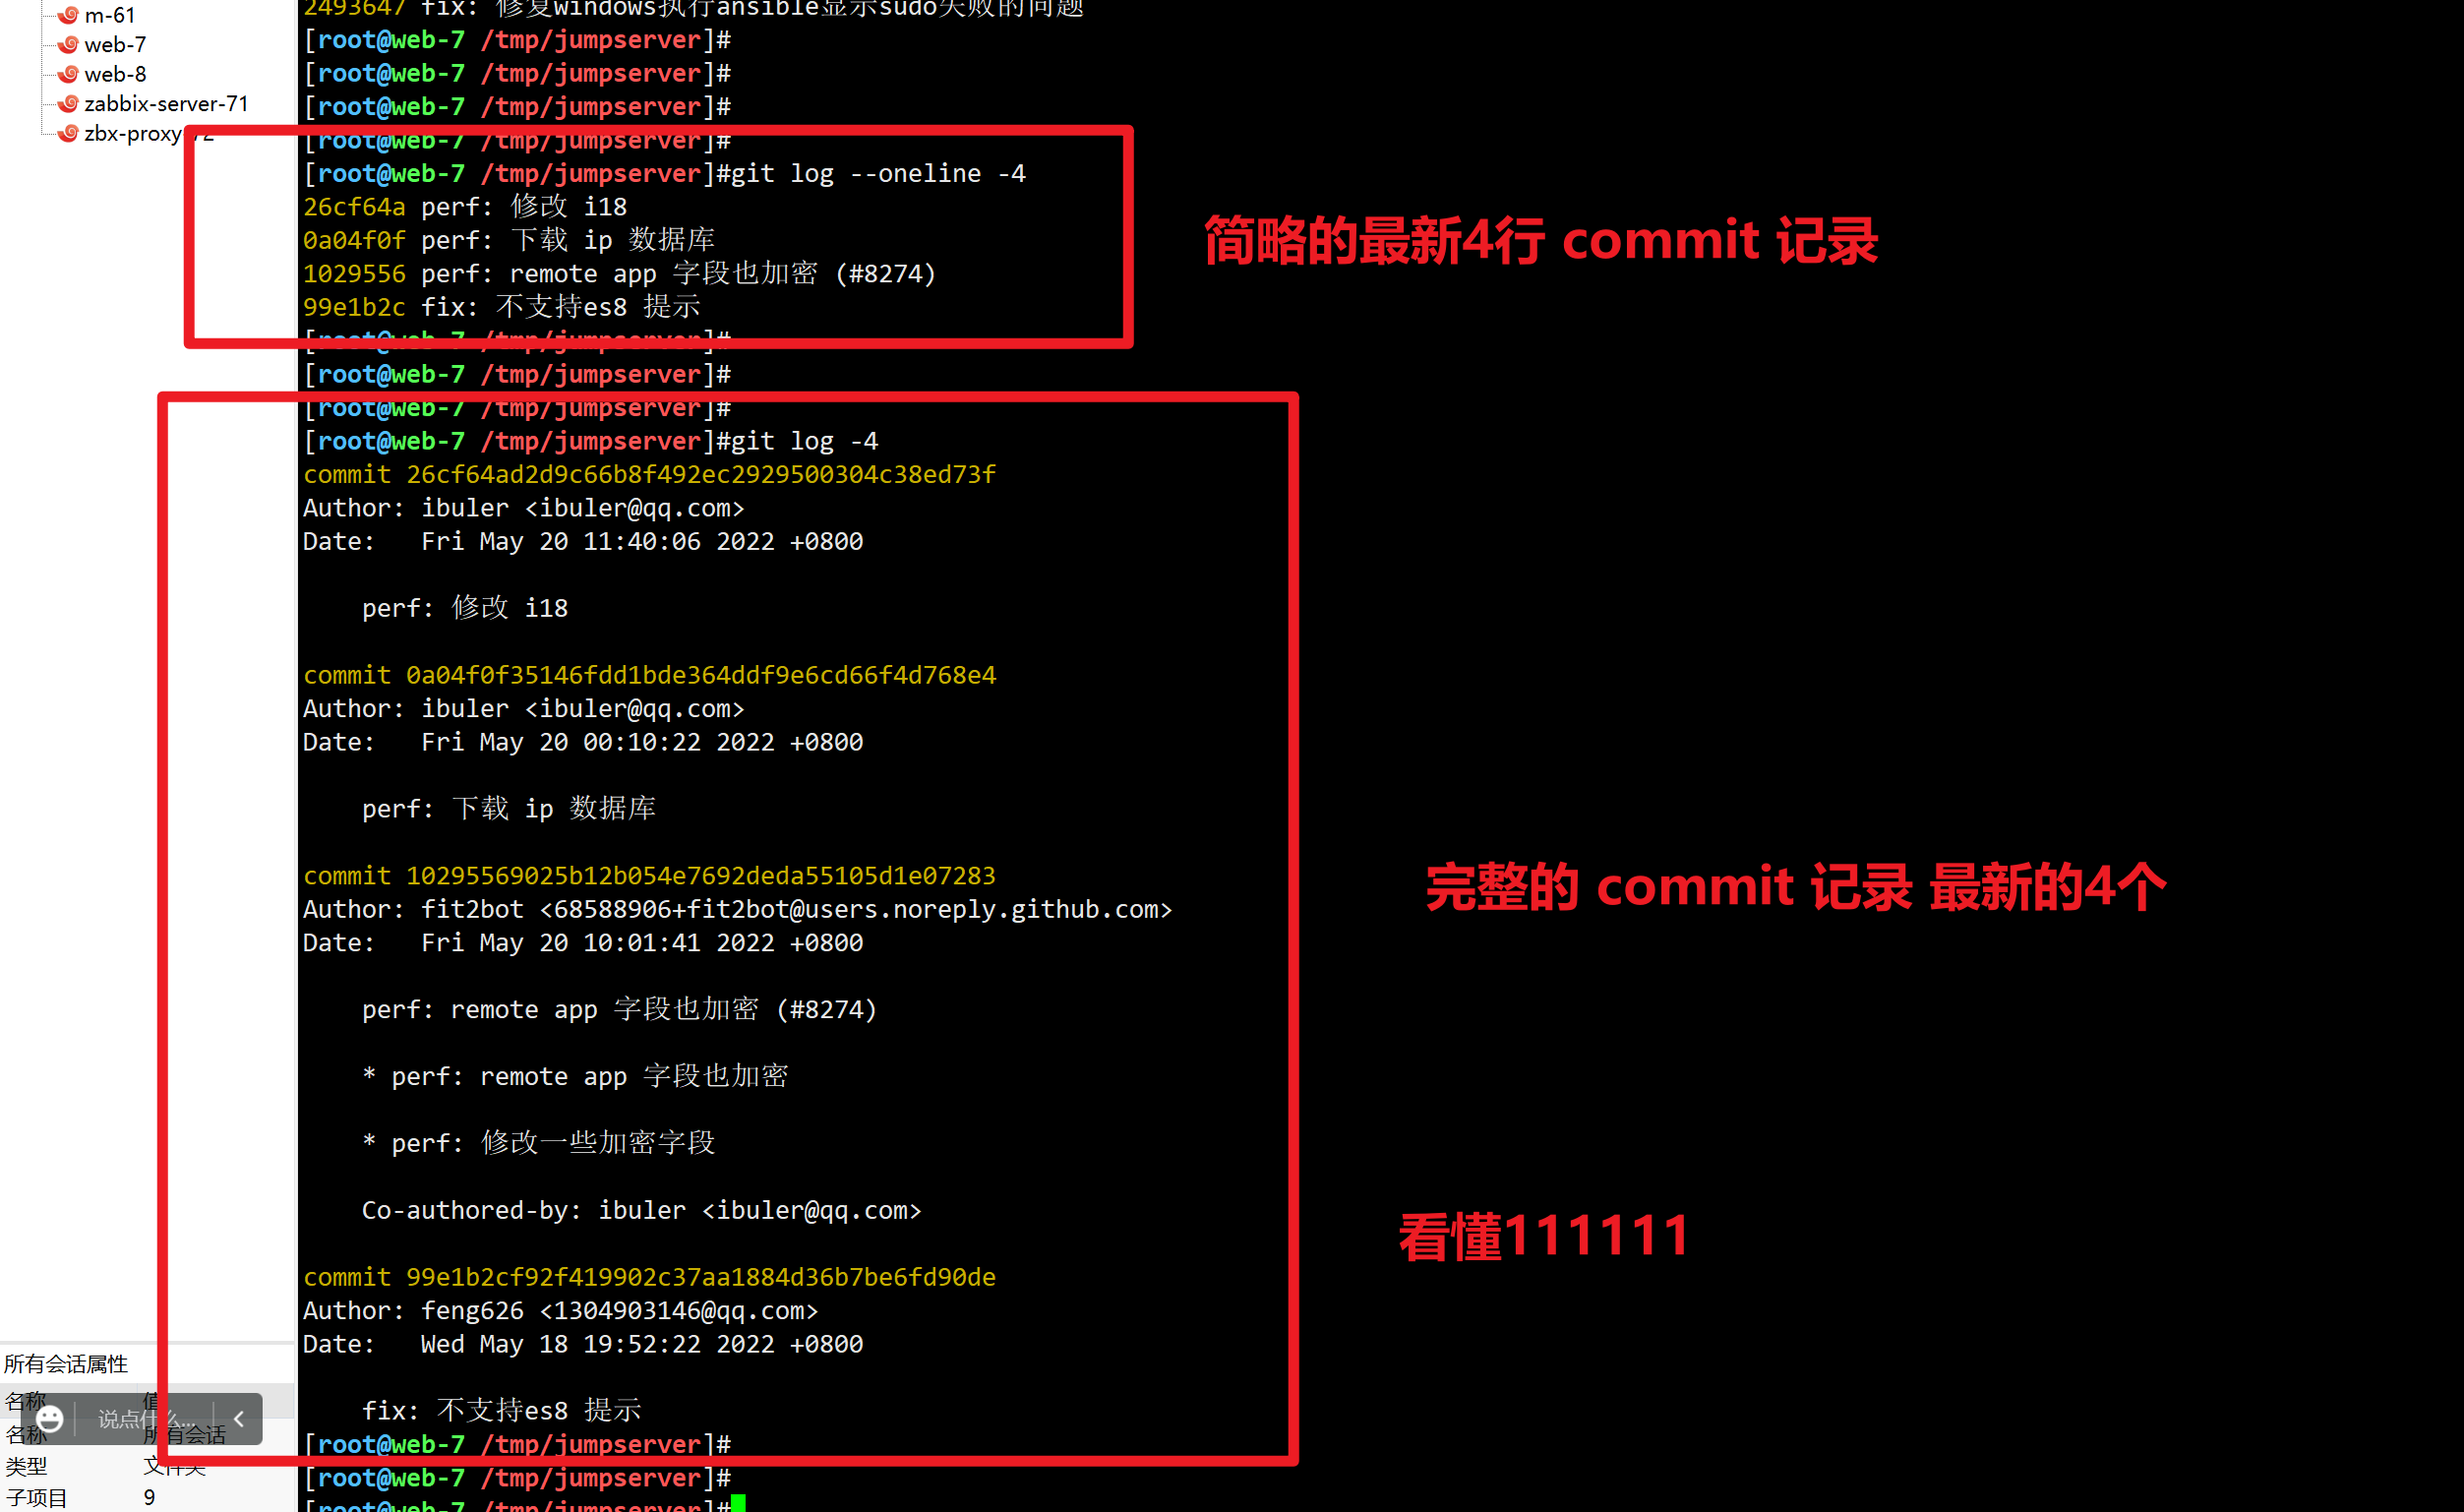 m-61
web-7
web-8
zabbix-server-71
zbx-proxy-72
2493647 fix: 修复windows执行ansible显示sudo失败的问题
[root@web-7 /tmp/jumpserver]#
[root@web-7 /tmp/jumpserver]#
[root@web-7 /tmp/jumpserver]#
[root@web-7 /tmp/jumpserver]#
[root@web-7 /tmp/jumpserver]#git log --oneline -4
26cf64a perf: 修改 i18
0a04f0f perf: 下载 ip 数据库
1029556 perf: remote app 字段也加密 (#8274)
99e1b2c fix: 不支持es8 提示
[root@web-7 /tmp/jumpserver]#
[root@web-7 /tmp/jumpserver]#
[root@web-7 /tmp/jumpserver]#
[root@web-7 /tmp/jumpserver]#git log -4
commit 26cf64ad2d9c66b8f492ec2929500304c38ed73f
Author: ibuler <ibuler@qq.com>
Date:   Fri May 20 11:40:06 2022 +0800
perf: 修改 i18
commit 0a04f0f35146fdd1bde364ddf9e6cd66f4d768e4
Author: ibuler <ibuler@qq.com>
Date:   Fri May 20 00:10:22 2022 +0800
perf: 下载 ip 数据库
commit 10295569025b12b054e7692deda55105d1e07283
Author: fit2bot <68588906+fit2bot@users.noreply.github.com>
Date:   Fri May 20 10:01:41 2022 +0800
perf: remote app 字段也加密 (#8274)
* perf: remote app 字段也加密
* perf: 修改一些加密字段
Co-authored-by: ibuler <ibuler@qq.com>
commit 99e1b2cf92f419902c37aa1884d36b7be6fd90de
Author: feng626 <1304903146@qq.com>
Date:   Wed May 18 19:52:22 2022 +0800
fix: 不支持es8 提示
[root@web-7 /tmp/jumpserver]#
[root@web-7 /tmp/jumpserver]#
[root@web-7 /tmp/jumpserver]#
简略的最新4行 commit 记录
完整的 commit 记录 最新的4个
看懂111111
所有会话属性
名称 值
名称 所有会话
类型 文件夹
子项目 9
说点什么...